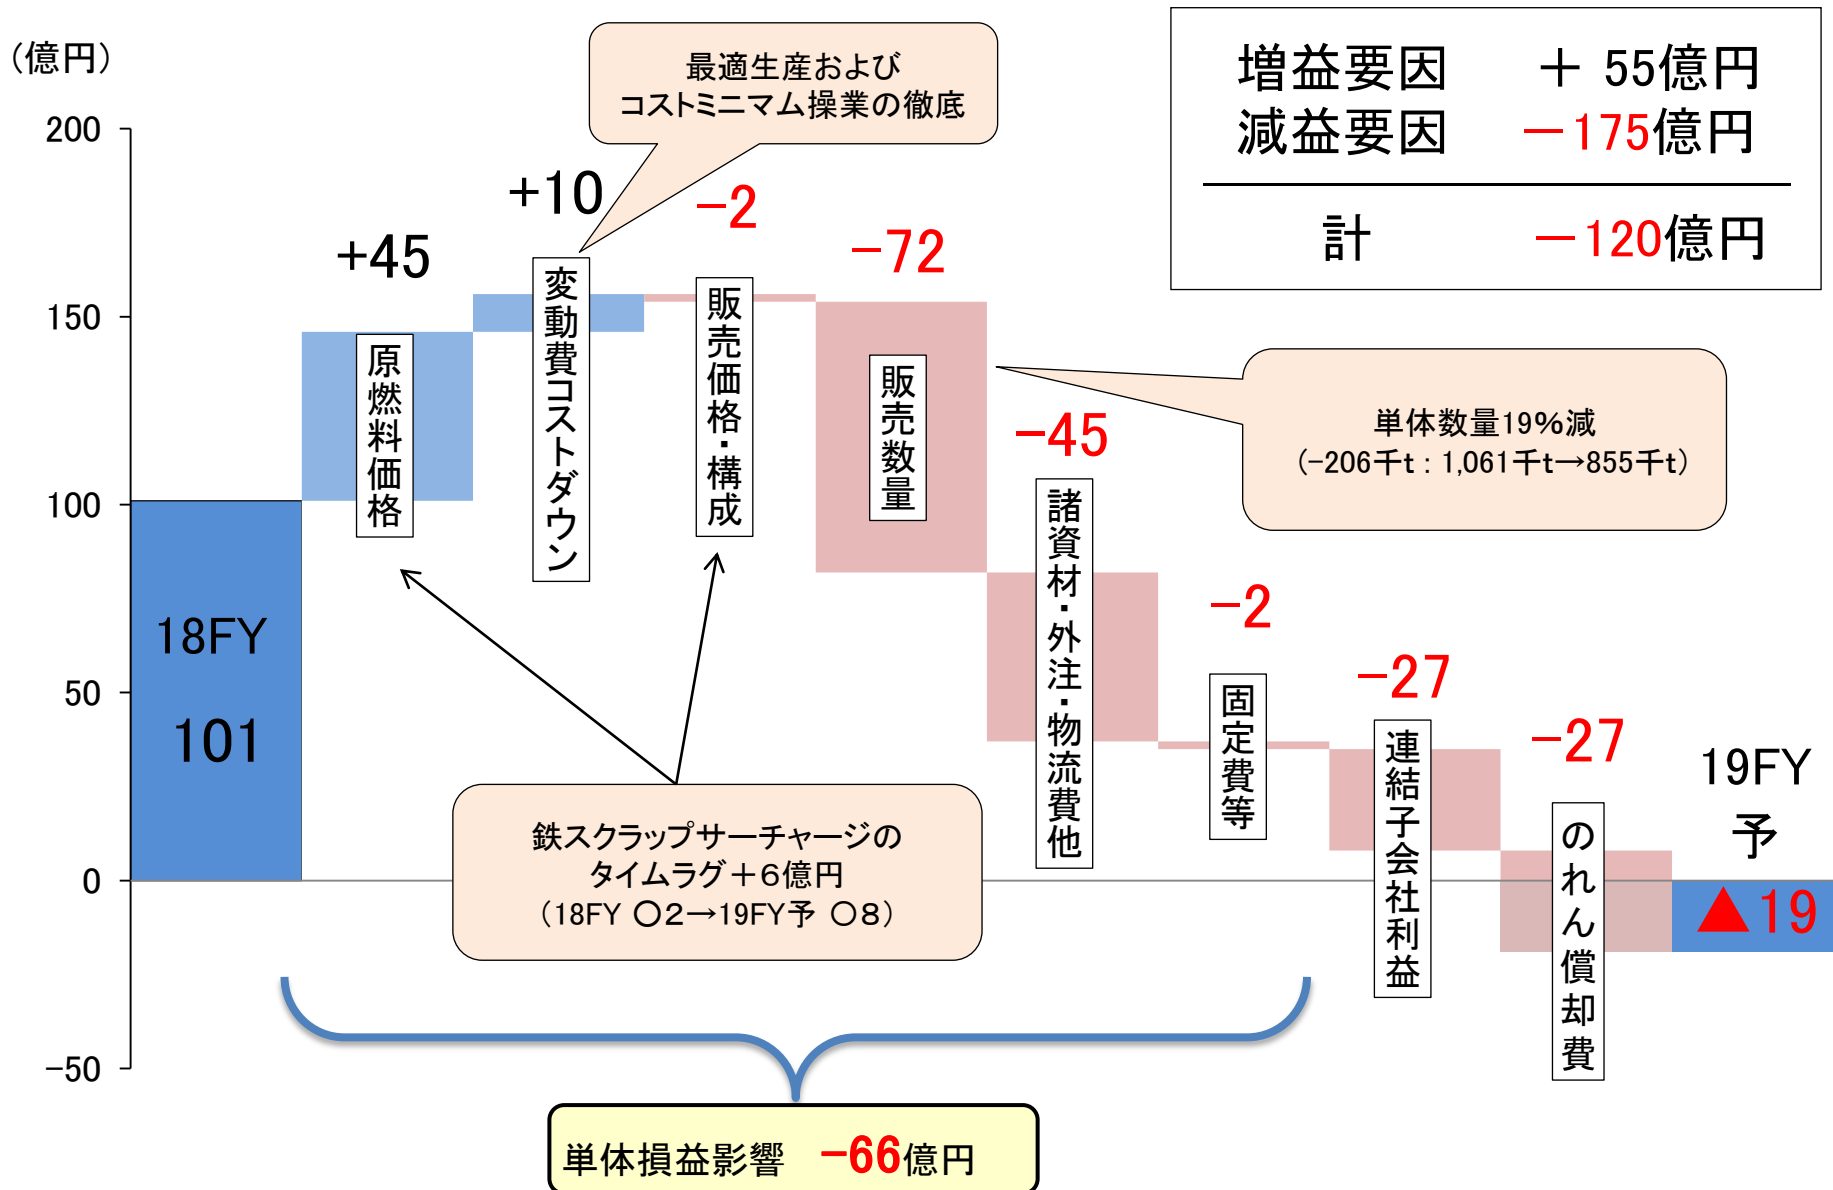 (億円)
最適生産および
コストミニマム操業の徹底
増益要因 ＋ 55億円
減益要因 －175億円
計 －120億円
200
150
100
50
0
−50
18FY
101
+45
原燃料価格
+10
変動費コストダウン
−2
販売価格・構成
−72
販売数量
−45
諸資材・外注・物流費他
−2
固定費等
−27
連結子会社利益
−27
のれん償却費
19FY
予
▲19
単体数量19%減
(-206千t : 1,061千t→855千t)
鉄スクラップサーチャージの
タイムラグ＋6億円
(18FY 〇2→19FY予 〇8)
単体損益影響 −66億円